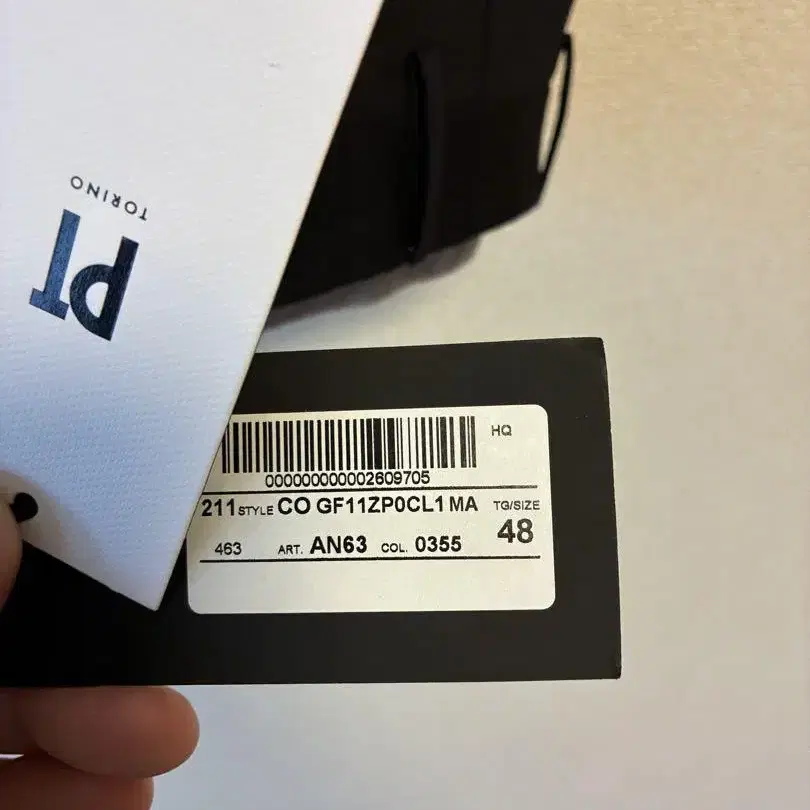 PT
TORINO
HQ
000000000002609705
211 STYLE CO GF11ZP0CL1 MA TG/SIZE
463 ART. AN63 COL. 0355 48